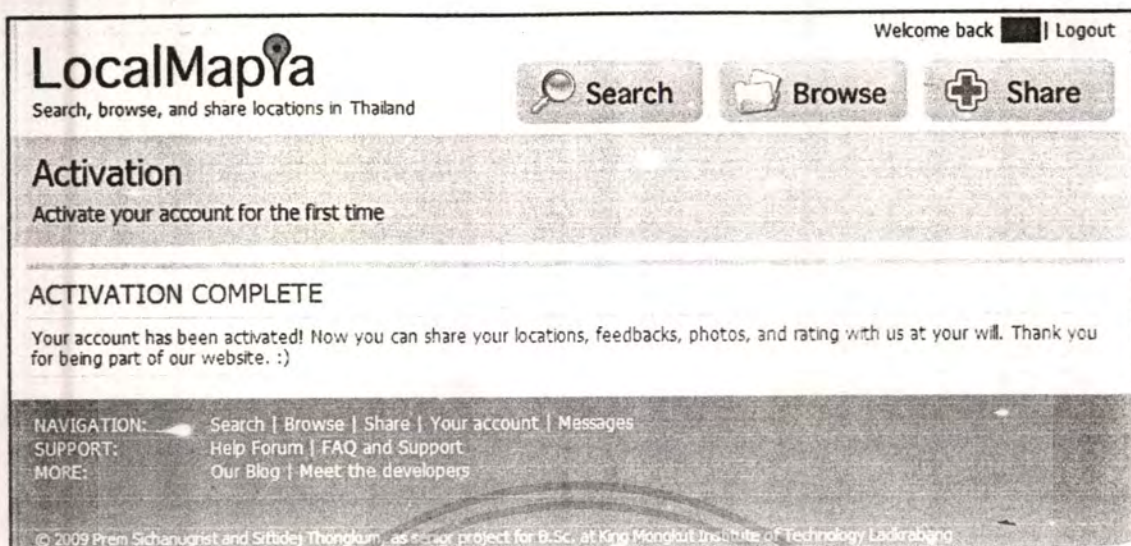 Welcome back | Logout
LocalMapia
Search, browse, and share locations in Thailand
Search
Browse
Share
Activation
Activate your account for the first time
ACTIVATION COMPLETE
Your account has been activated! Now you can share your locations, feedbacks, photos, and rating with us at your will. Thank you
for being part of our website. :)
NAVIGATION: Search | Browse | Share | Your account | Messages
SUPPORT: Help Forum | FAQ and Support
MORE: Our Blog | Meet the developers
© 2009 Prem Sichanugrist and Sittidej Thongkum, as senior project for B.Sc. at King Mongkut Institute of Technology Ladkrabang